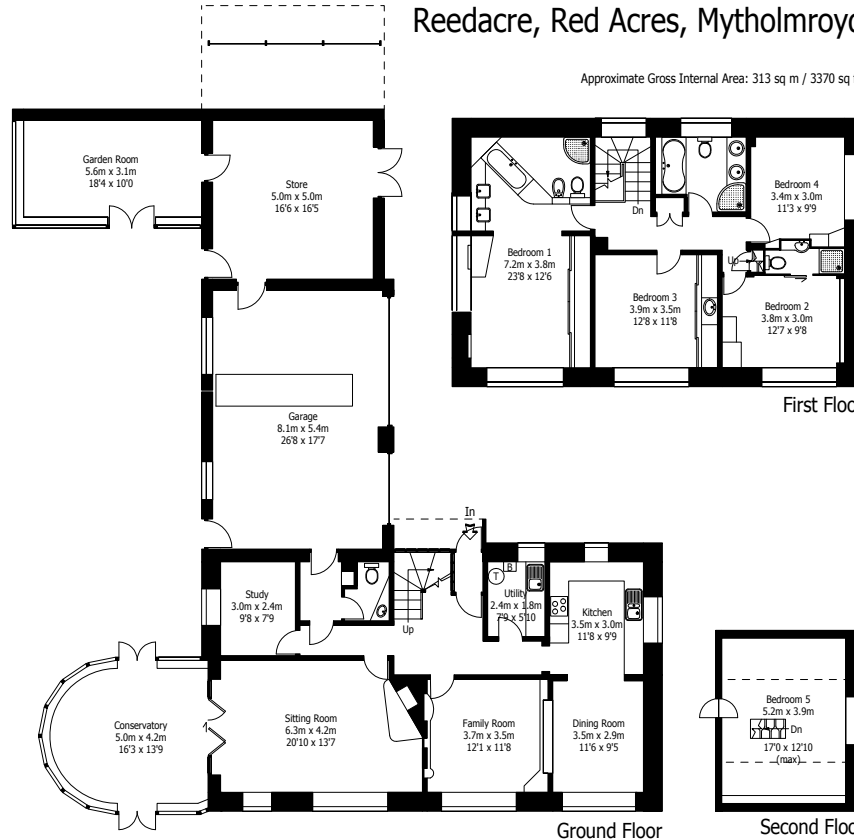 Reedacre, Red Acres, Mytholmroyd
Approximate Gross Internal Area: 313 sq m / 3370 sq
Garden Room
5.6m x 3.1m
18'4 x 10'0
Store
5.0m x 5.0m
16'6 x 16'5
Bedroom 4
3.4m x 3.0m
11'3 x 9'9
Dn
Bedroom 1
7.2m x 3.8m
23'8 x 12'6
Up
Bedroom 3
3.9m x 3.5m
12'8 x 11'8
Bedroom 2
3.8m x 3.0m
12'7 x 9'8
First Floo
Garage
8.1m x 5.4m
26'8 x 17'7
In
Study
3.0m x 2.4m
9'8 x 7'9
Up
T
B
Utility
2.4m x 1.8m
7'9 x 5'10
Kitchen
3.5m x 3.0m
11'8 x 9'9
Conservatory
5.0m x 4.2m
16'3 x 13'9
Sitting Room
6.3m x 4.2m
20'10 x 13'7
Family Room
3.7m x 3.5m
12'1 x 11'8
Dining Room
3.5m x 2.9m
11'6 x 9'5
Bedroom 5
5.2m x 3.9m
Dn
17'0 x 12'10
(max)
Ground Floor
Second Floo